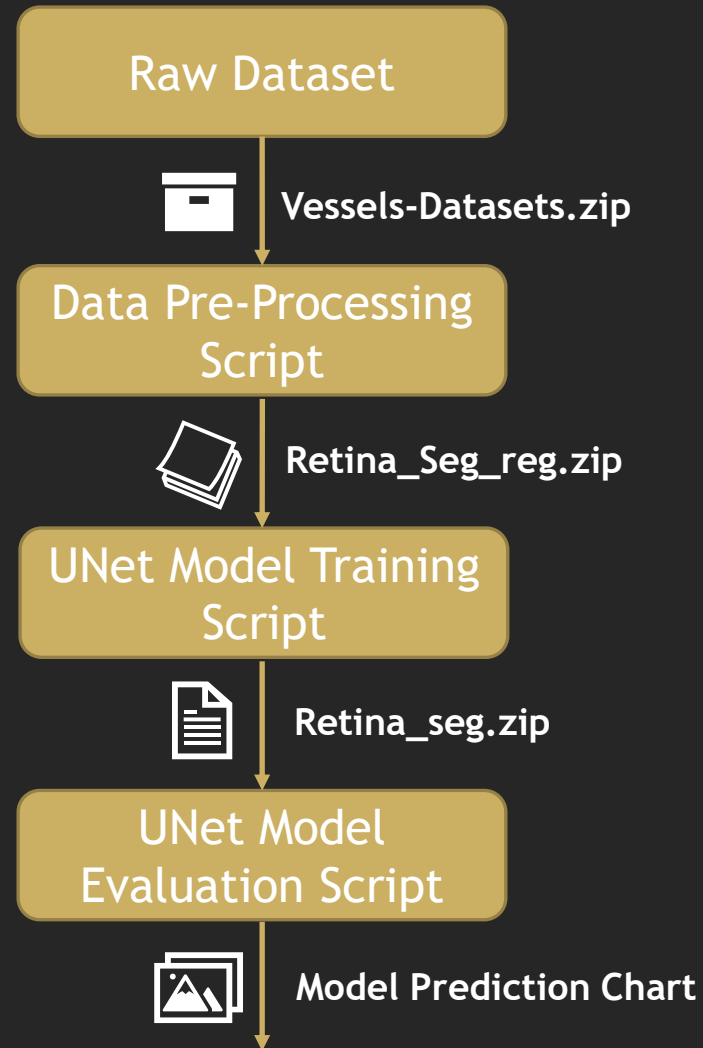 Raw Dataset
Vessels-Datasets.zip
Data Pre-Processing
Script
Retina_Seg_reg.zip
UNet Model Training
Script
Retina_seg.zip
UNet Model
Evaluation Script
Model Prediction Chart